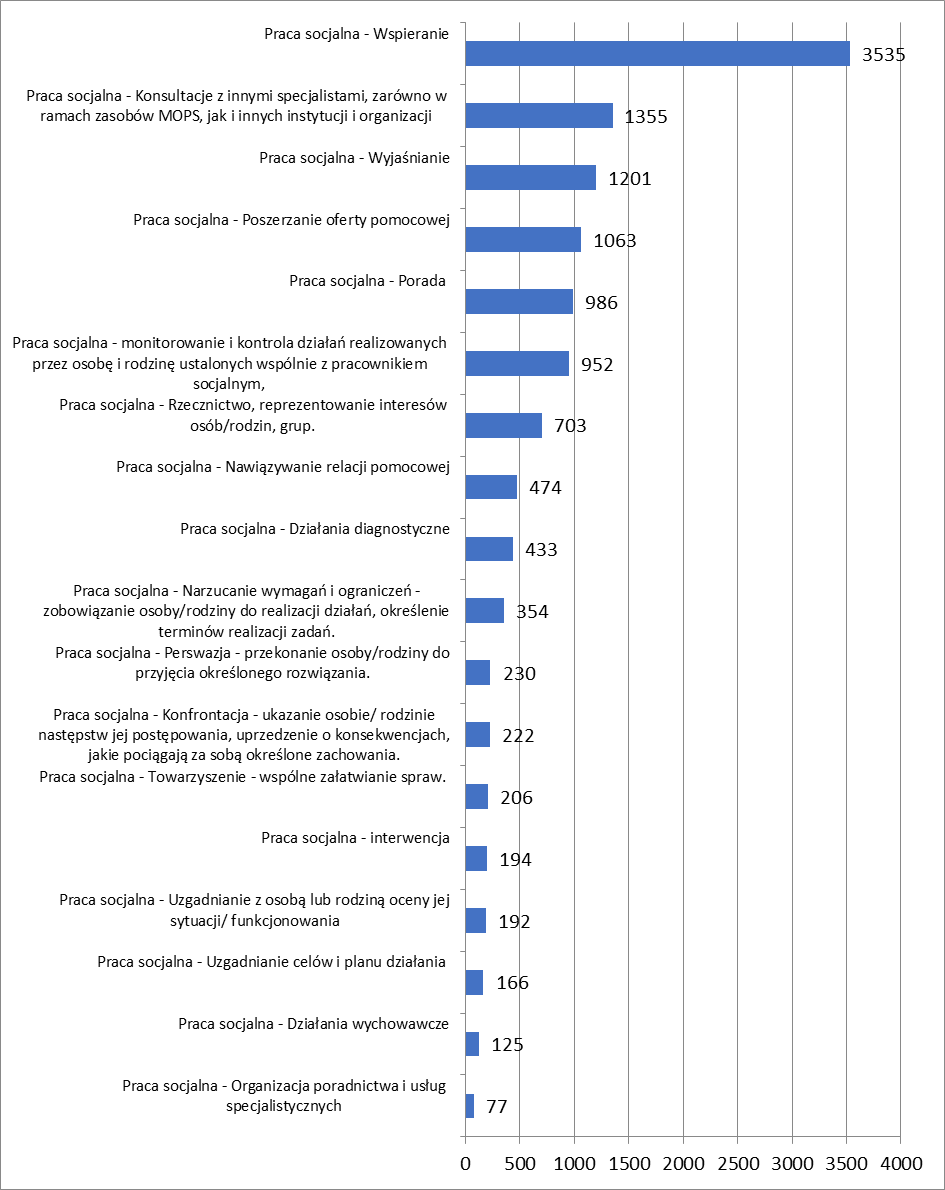 Praca socjalna - Wspieranie
3535
Praca socjalna - Konsultacje z innymi specjalistami, zarówno w
ramach zasobów MOPS, jak i innych instytucji i organizacji
1355
Praca socjalna - Wyjaśnianie
1201
Praca socjalna - Poszerzanie oferty pomocowej
1063
Praca socjalna - Porada
986
Praca socjalna - monitorowanie i kontrola działań realizowanych
przez osobę i rodzinę ustalonych wspólnie z pracownikiem
socjalnym,
952
Praca socjalna - Rzecznictwo, reprezentowanie interesów
osób/rodzin, grup.
703
Praca socjalna - Nawiązywanie relacji pomocowej
474
Praca socjalna - Działania diagnostyczne
433
Praca socjalna - Narzucanie wymagań i ograniczeń -
zobowiązanie osoby/rodziny do realizacji działań, określenie
terminów realizacji zadań.
354
Praca socjalna - Perswazja - przekonanie osoby/rodziny do
przyjęcia określonego rozwiązania.
230
Praca socjalna - Konfrontacja - ukazanie osobie/ rodzinie
następstw jej postępowania, uprzedzenie o konsekwencjach,
jakie pociągają za sobą określone zachowania.
222
Praca socjalna - Towarzyszenie - wspólne załatwianie spraw.
206
Praca socjalna - interwencja
194
Praca socjalna - Uzgadnianie z osobą lub rodziną oceny jej
sytuacji/ funkcjonowania
192
Praca socjalna - Uzgadnianie celów i planu działania
166
Praca socjalna - Działania wychowawcze
125
Praca socjalna - Organizacja poradnictwa i usług
specjalistycznych
77
0 500 1000 1500 2000 2500 3000 3500 4000